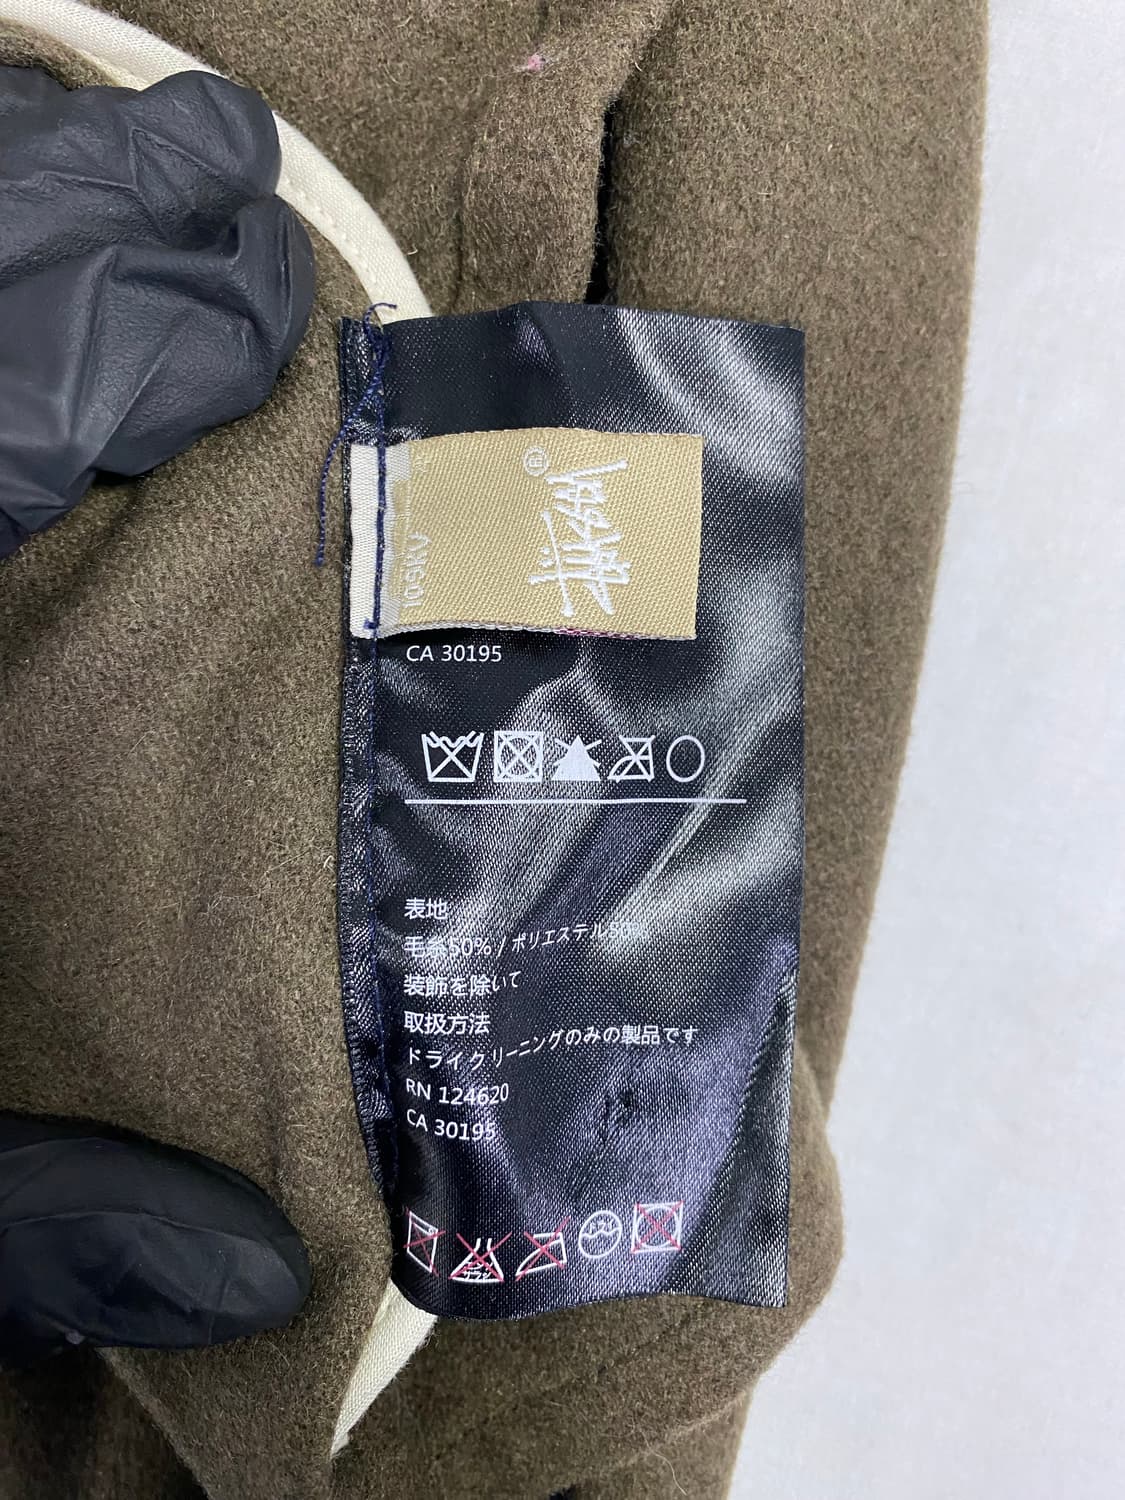 STÜSSY
®
CA 30195
表地
毛糸50% / ポリエステル50%
装飾を除いて
取扱方法
ドライクリーニングのみの製品です
RN 124620
CA 30195